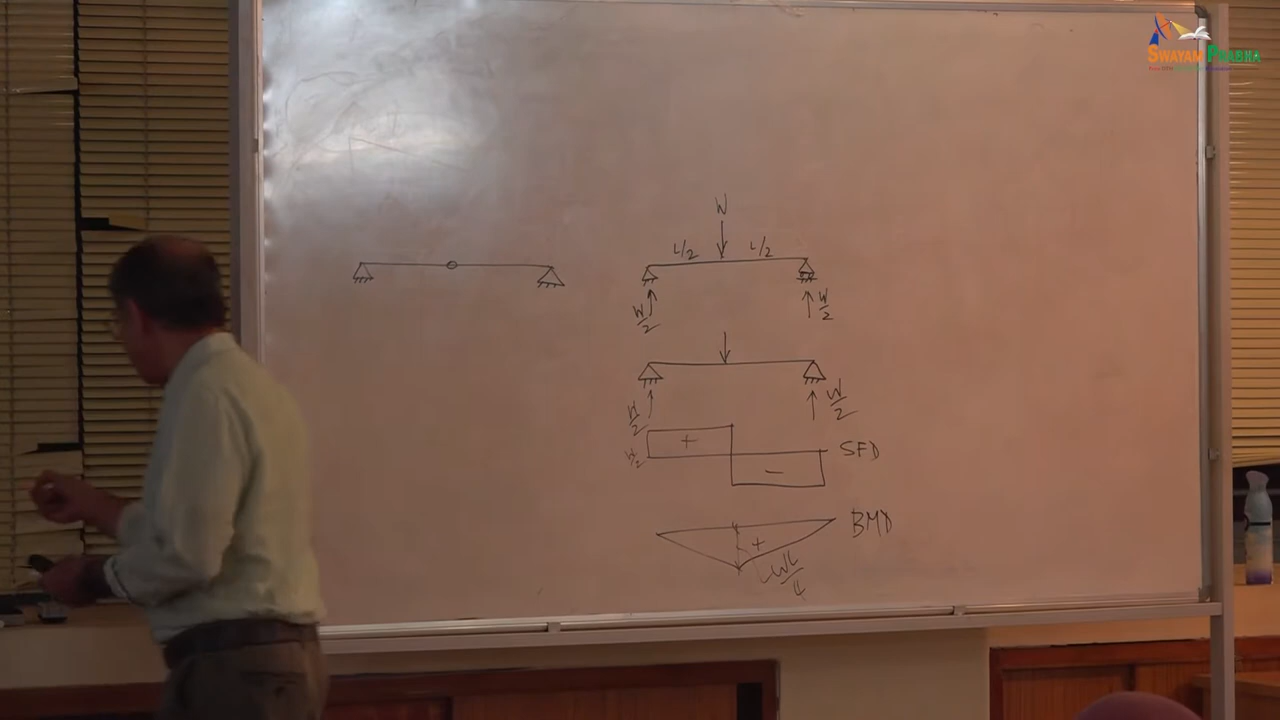 SWAYAM PRABHA
W
L/2 L/2
W/2 W/2
W/2 W/2
+
W/2 - SFD
BMD
+
WL/4